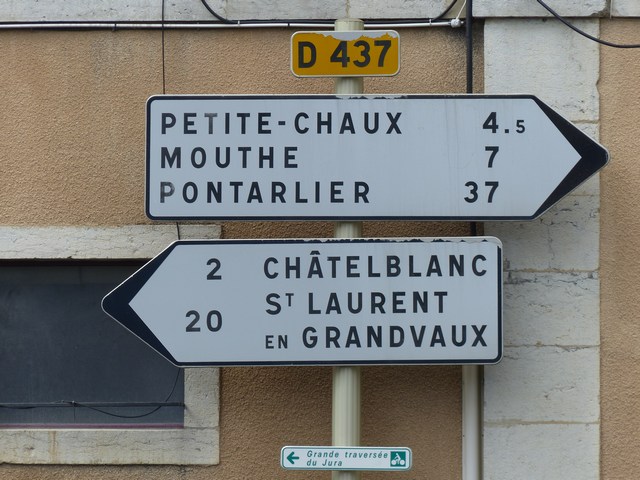 D 437
PETITE-CHAUX 4.5
MOUTHE 7
PONTARLIER 37
2 CHÂTELBLANC
20 ST LAURENT
EN GRANDVAUX
Grande traversée
du Jura